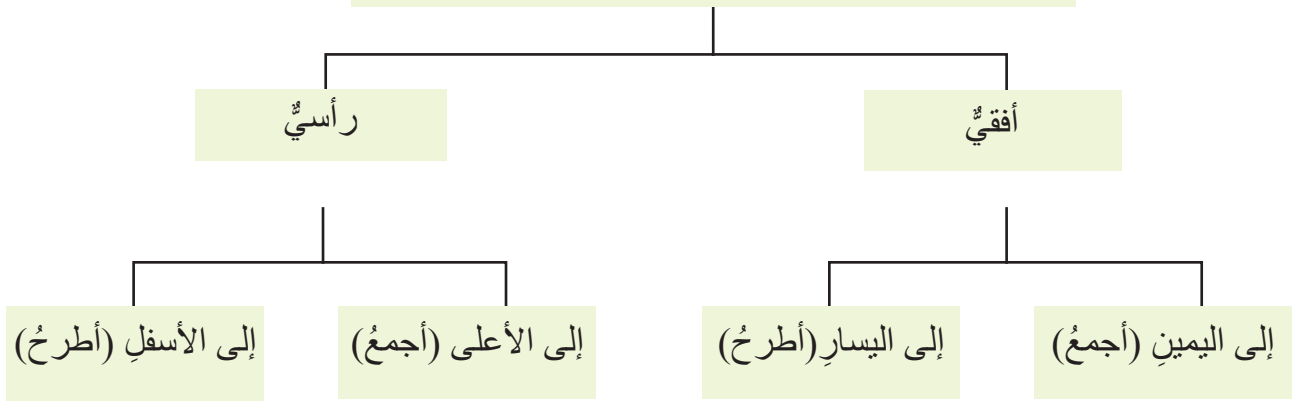 أفقيٌّ
رأسيٌّ
إلى اليمينِ (أجمعُ)
إلى اليسارِ (أطرحُ)
إلى الأعلى (أجمعُ)
إلى الأسفلِ (أطرحُ)